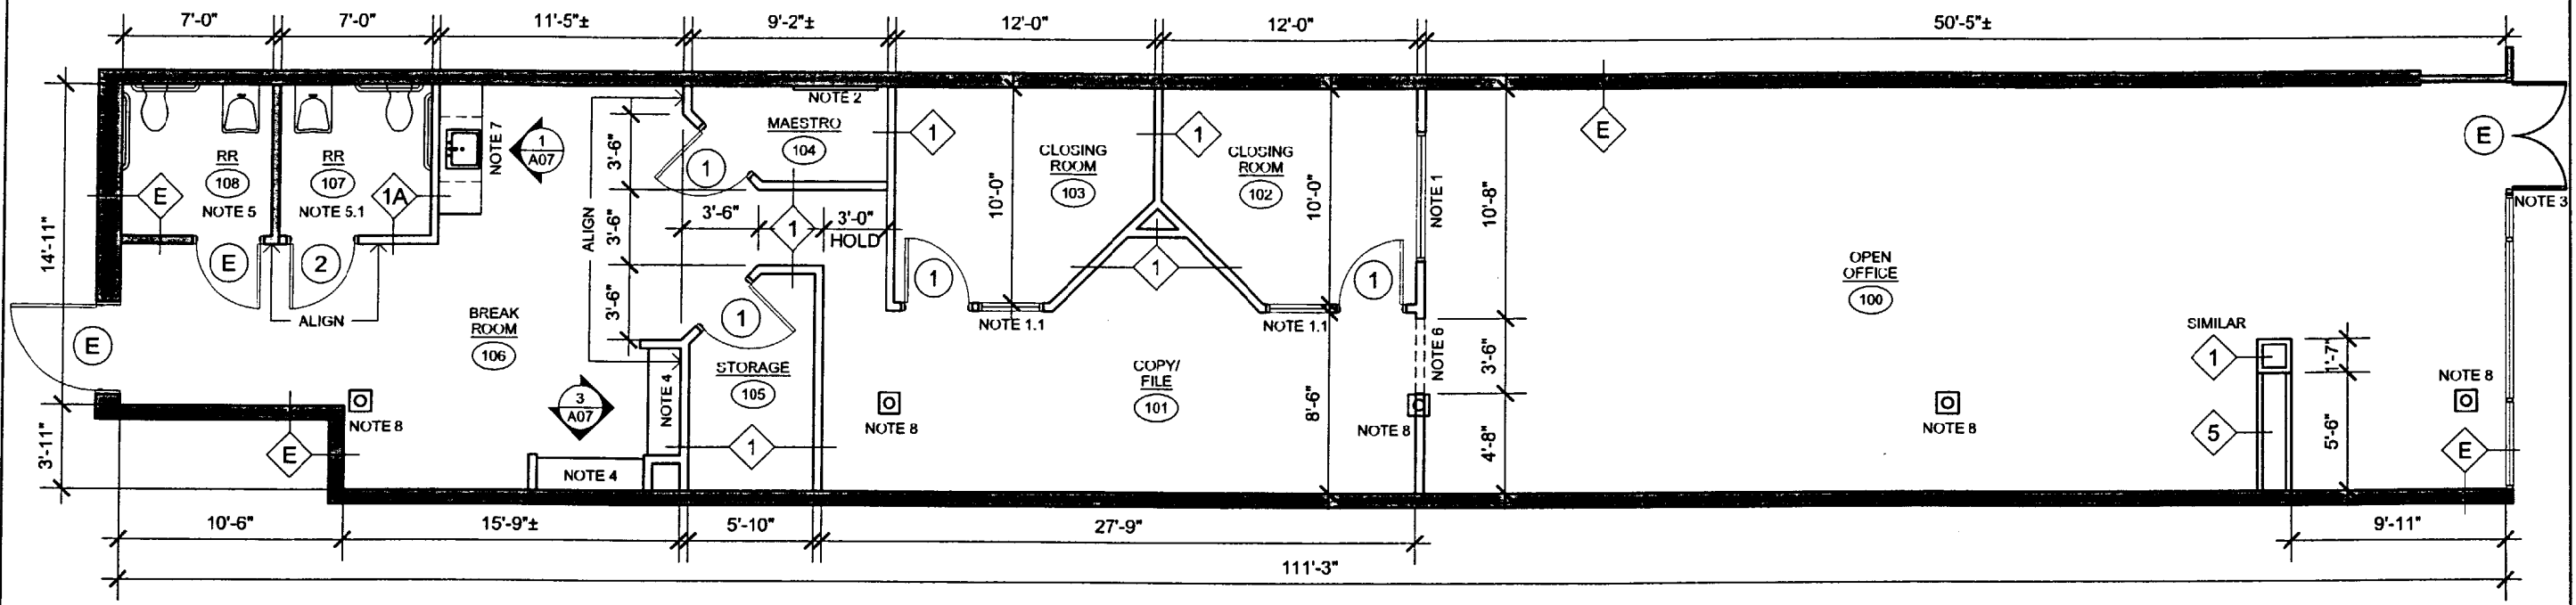 7'-0" 7'-0" 11'-5"± 9'-2"± 12'-0" 12'-0" 50'-5"±
14'-11"
3'-11"
RR
108
NOTE 5
E
E
RR
107
NOTE 5.1
1A
2
ALIGN
E
NOTE 7
1
A07
BREAK
ROOM
106
NOTE 8
E
3
A07
NOTE 4
NOTE 4
ALIGN
3'-6"
3'-6"
3'-6"
NOTE 2
MAESTRO
104
1
3'-6"
1
3'-0"
HOLD
1
STORAGE
105
1
1
CLOSING
ROOM
103
10'-0"
1
NOTE 1.1
1
CLOSING
ROOM
102
10'-0"
1
1
NOTE 1.1
NOTE 1
NOTE 6
COPY/
FILE
101
NOTE 8
8'-6"
NOTE 8
10'-8"
3'-6"
4'-8"
E
OPEN
OFFICE
100
NOTE 8
SIMILAR
1
5
1'-7"
5'-6"
E
NOTE 3
NOTE 8
E
10'-6" 15'-9"± 5'-10" 27'-9" 9'-11"
111'-3"